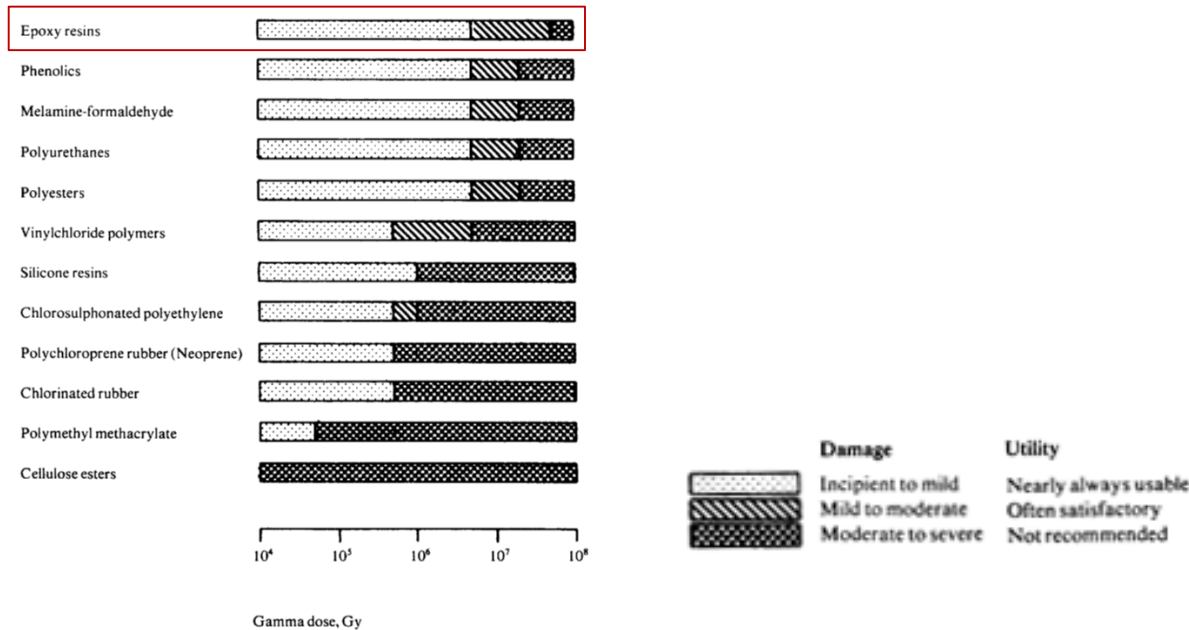 Epoxy resins
Phenolics
Melamine-formaldehyde
Polyurethanes
Polyesters
Vinylchloride polymers
Silicone resins
Chlorosulphonated polyethylene
Polychloroprene rubber (Neoprene)
Chlorinated rubber
Polymethyl methacrylate
Cellulose esters
10⁴ 10⁵ 10⁶ 10⁷ 10⁸
Gamma dose, Gy
Damage Utility
Incipient to mild Nearly always usable
Mild to moderate Often satisfactory
Moderate to severe Not recommended